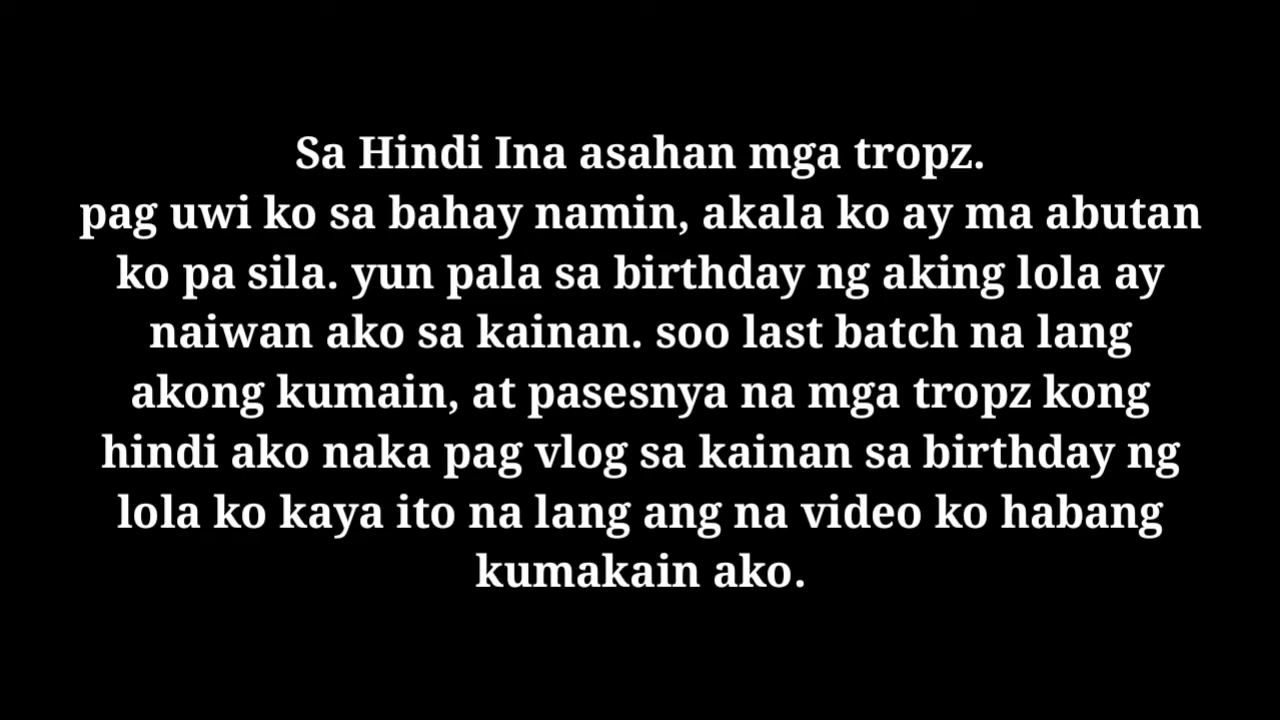 Sa Hindi Ina asahan mga tropz.
pag uwi ko sa bahay namin, akala ko ay ma abutan
ko pa sila. yun pala sa birthday ng aking lola ay
naiwan ako sa kainan. soo last batch na lang
akong kumain, at pasesnya na mga tropz kong
hindi ako naka pag vlog sa kainan sa birthday ng
lola ko kaya ito na lang ang na video ko habang
kumakain ako.